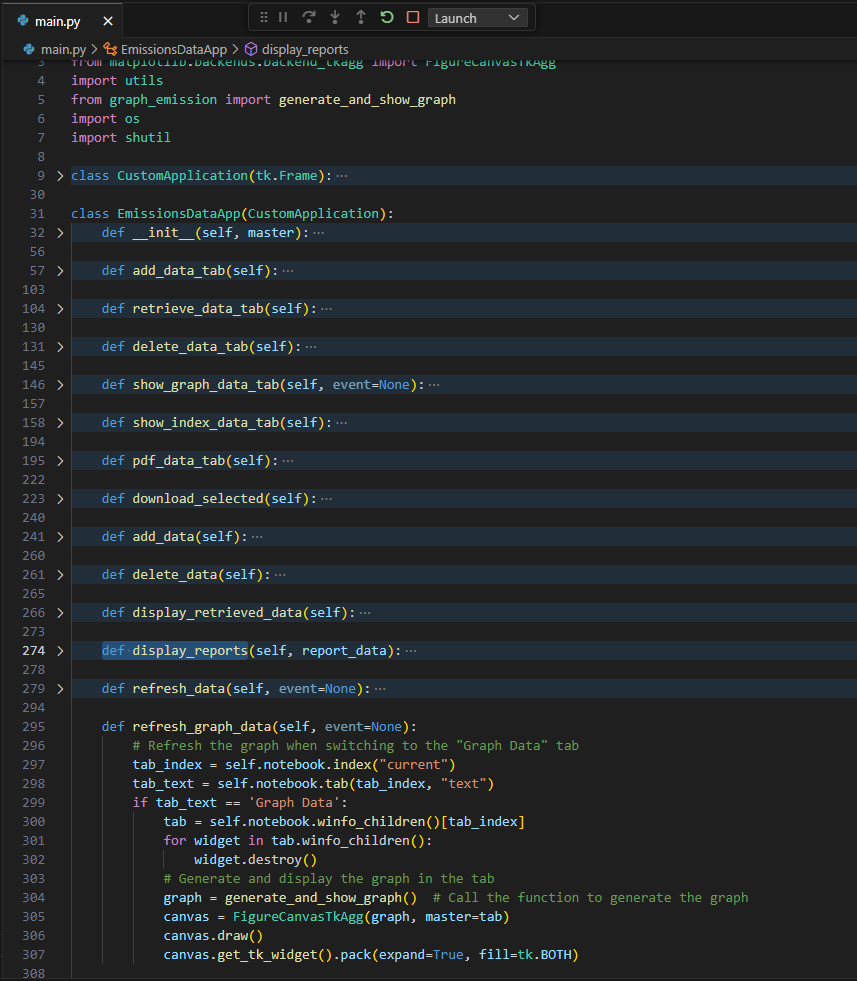 main.py ×
Launch
main.py > EmissionsDataApp > display_reports
3 from matplotlib.backends.backend_tkagg import FigureCanvasTkAgg
4 import utils
5 from graph_emission import generate_and_show_graph
6 import os
7 import shutil
8
9 > class CustomApplication(tk.Frame): ···
30
31 class EmissionsDataApp(CustomApplication):
32 >     def __init__(self, master): ···
56
57 >     def add_data_tab(self): ···
103
104 >     def retrieve_data_tab(self): ···
130
131 >     def delete_data_tab(self): ···
145
146 >     def show_graph_data_tab(self, event=None): ···
157
158 >     def show_index_data_tab(self): ···
194
195 >     def pdf_data_tab(self): ···
222
223 >     def download_selected(self): ···
240
241 >     def add_data(self): ···
260
261 >     def delete_data(self): ···
265
266 >     def display_retrieved_data(self): ···
273
274 >     def display_reports(self, report_data): ···
278
279 >     def refresh_data(self, event=None): ···
294
295     def refresh_graph_data(self, event=None):
296         # Refresh the graph when switching to the "Graph Data" tab
297         tab_index = self.notebook.index("current")
298         tab_text = self.notebook.tab(tab_index, "text")
299         if tab_text == 'Graph Data':
300             tab = self.notebook.winfo_children()[tab_index]
301             for widget in tab.winfo_children():
302                 widget.destroy()
303             # Generate and display the graph in the tab
304             graph = generate_and_show_graph()  # Call the function to generate the graph
305             canvas = FigureCanvasTkAgg(graph, master=tab)
306             canvas.draw()
307             canvas.get_tk_widget().pack(expand=True, fill=tk.BOTH)
308